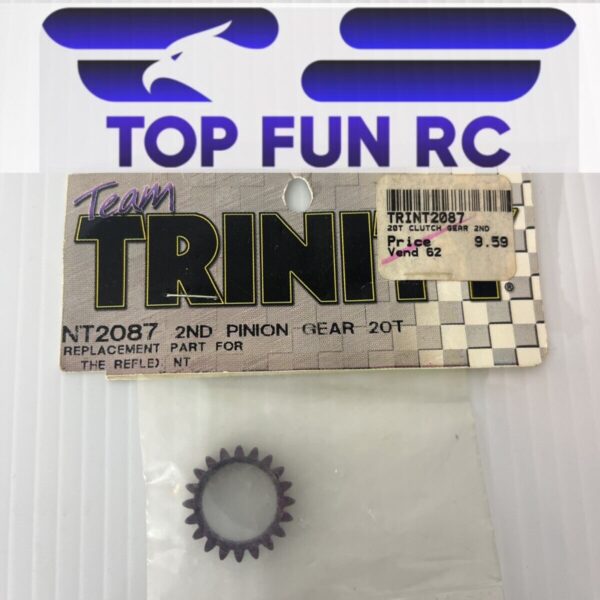 TOP FUN RC
Team
TRINITY
TRINT2087
20T CLUTCH GEAR 2ND
Price 9.59
Vend 62
®
NT2087 2ND PINION GEAR 20T
REPLACEMENT PART FOR
THE REFLEX NT